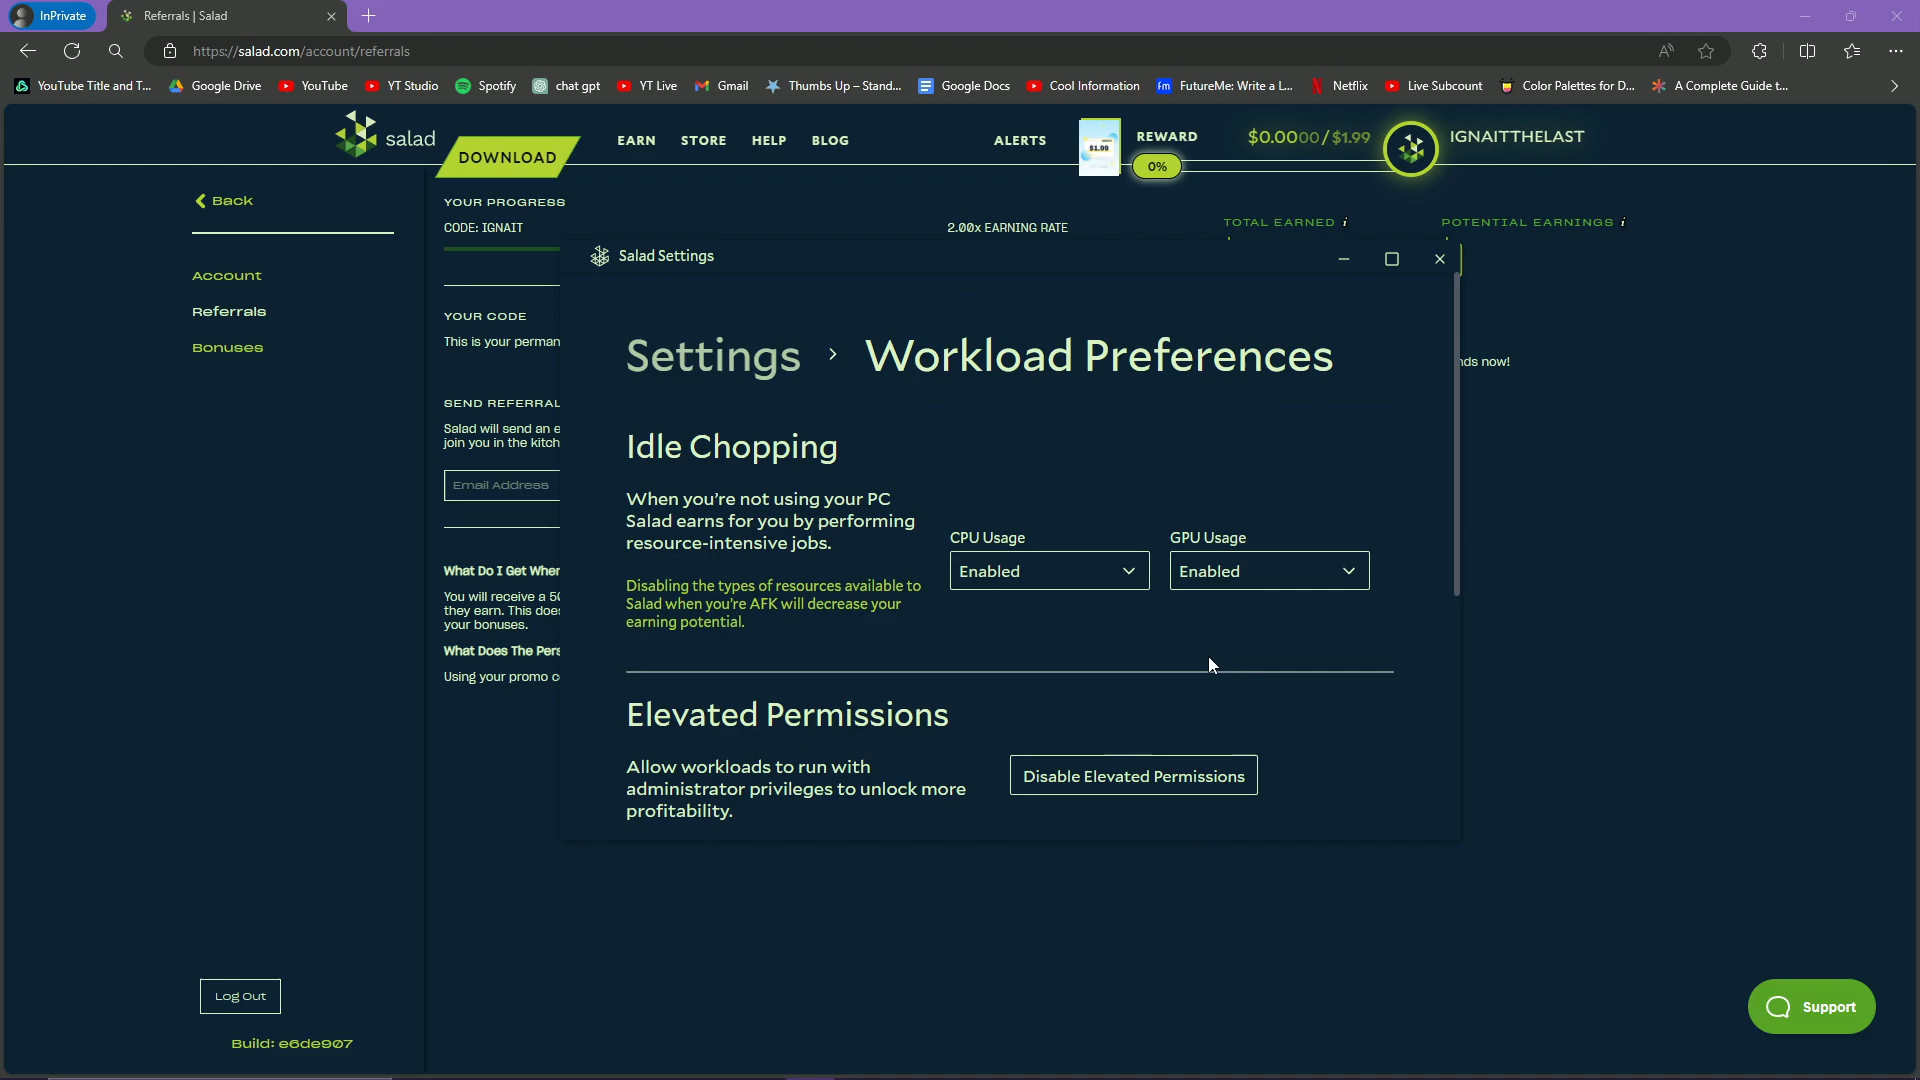 InPrivate
Referrals | Salad
https://salad.com/account/referrals
YouTube Title and T...
Google Drive
YouTube
YT Studio
Spotify
chat gpt
YT Live
Gmail
Thumbs Up – Stand...
Google Docs
Cool Information
FutureMe: Write a L...
Netflix
Live Subcount
Color Palettes for D...
A Complete Guide t...
salad
DOWNLOAD
EARN
STORE
HELP
BLOG
ALERTS
$1.99
REWARD
0%
$0.0000/$1.99
IGNAITTHELAST
Back
Account
Referrals
Bonuses
Log Out
Build: e6de907
YOUR PROGRESS
CODE: IGNAIT
2.00x EARNING RATE
TOTAL EARNED i
POTENTIAL EARNINGS i
YOUR CODE
This is your perman
nds now!
SEND REFERRAL
Salad will send an e
join you in the kitch
Email Address
What Do I Get When
You will receive a 50
they earn. This does
your bonuses.
What Does The Pers
Using your promo c
Salad Settings
Settings > Workload Preferences
Idle Chopping
When you're not using your PC
Salad earns for you by performing
resource-intensive jobs.
Disabling the types of resources available to
Salad when you're AFK will decrease your
earning potential.
CPU Usage
Enabled
GPU Usage
Enabled
Elevated Permissions
Allow workloads to run with
administrator privileges to unlock more
profitability.
Disable Elevated Permissions
Support